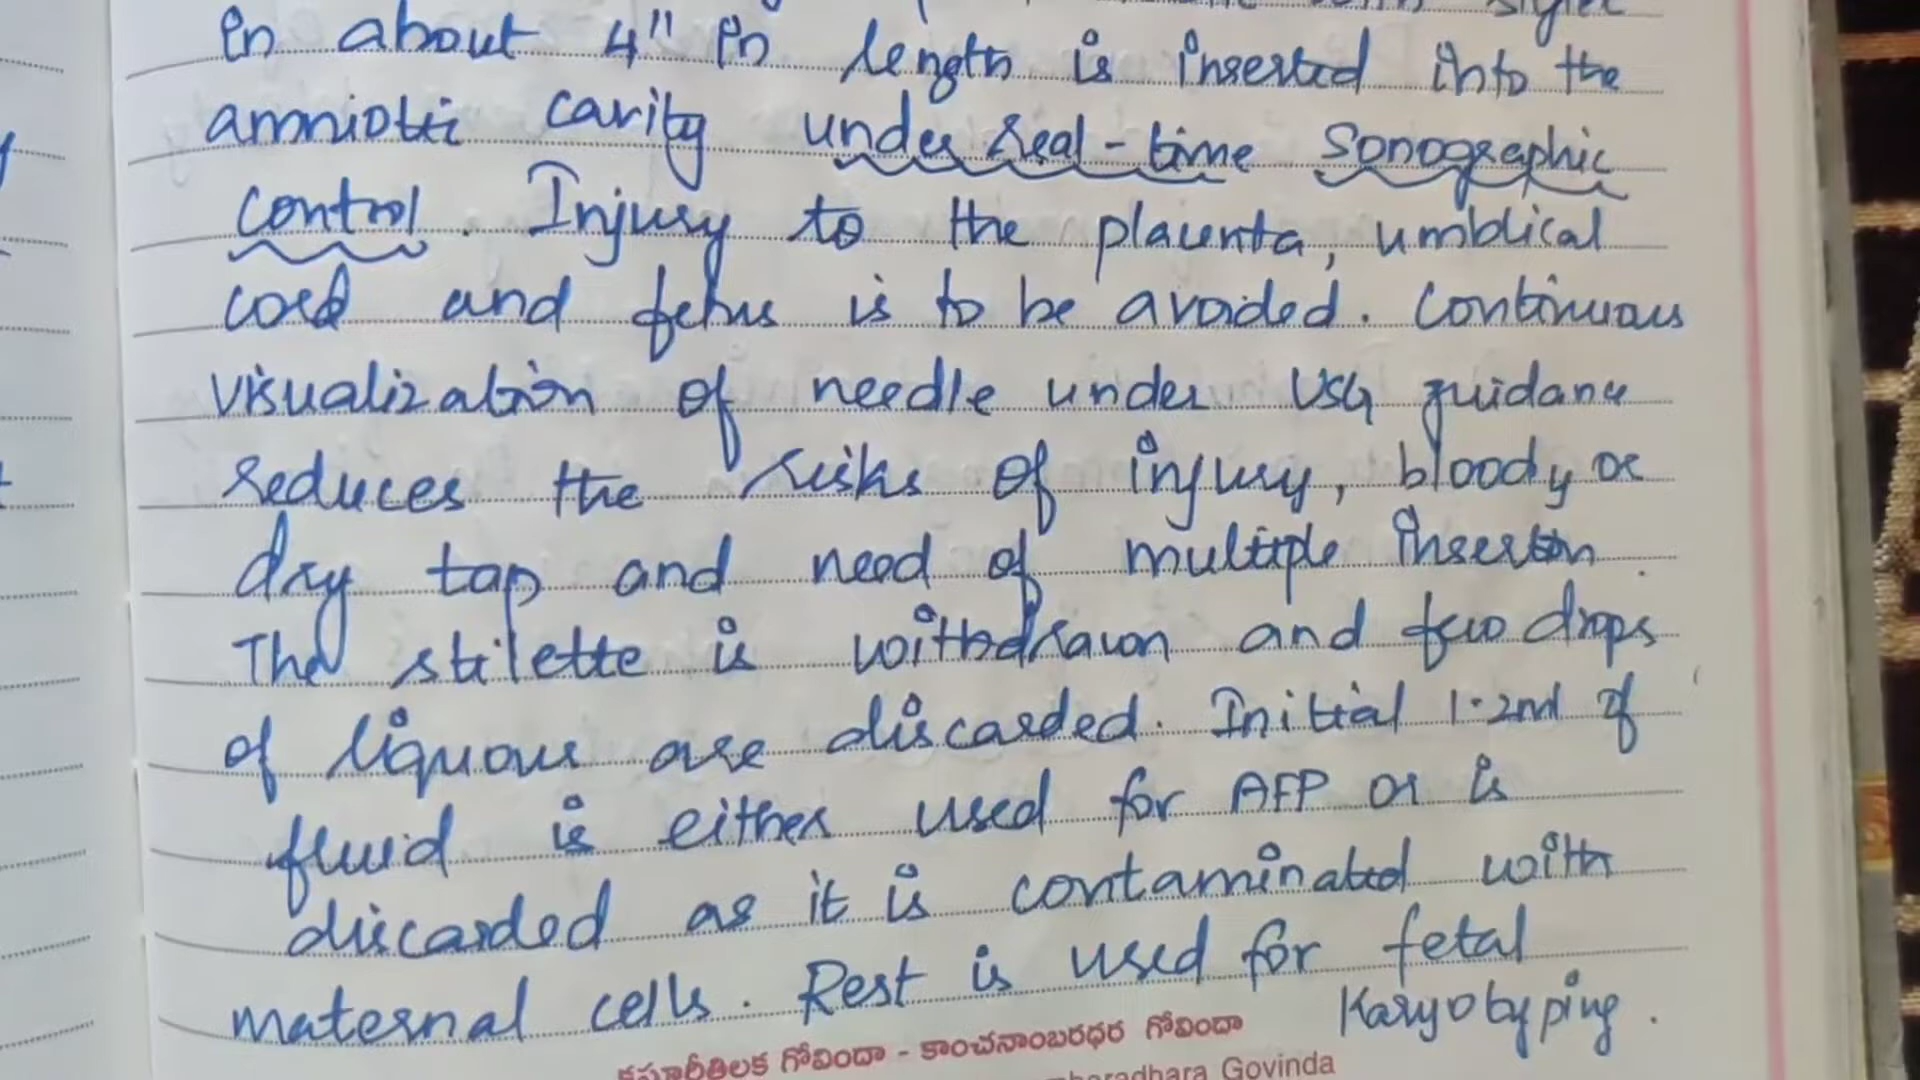 in about 4" in length is inserted into the
amniotic cavity under real-time Sonographic
control. Injury to the placenta, umblical
cord and fetus is to be avoided. Continuous
visualization of needle under USG guidance
reduces the risks of injury, bloody or
dry tap and need of multiple insertion.
The stilette is withdrawn and few drops
of liquour are discarded. Initial 1-2ml of
fluid is either used for AFP or is
discarded as it is contaminated with
maternal cells. Rest is used for fetal
Karyotyping.
కస్తూరీతిలక గోవిందా - కాంచనాంబరధర గోవిందా
Govinda